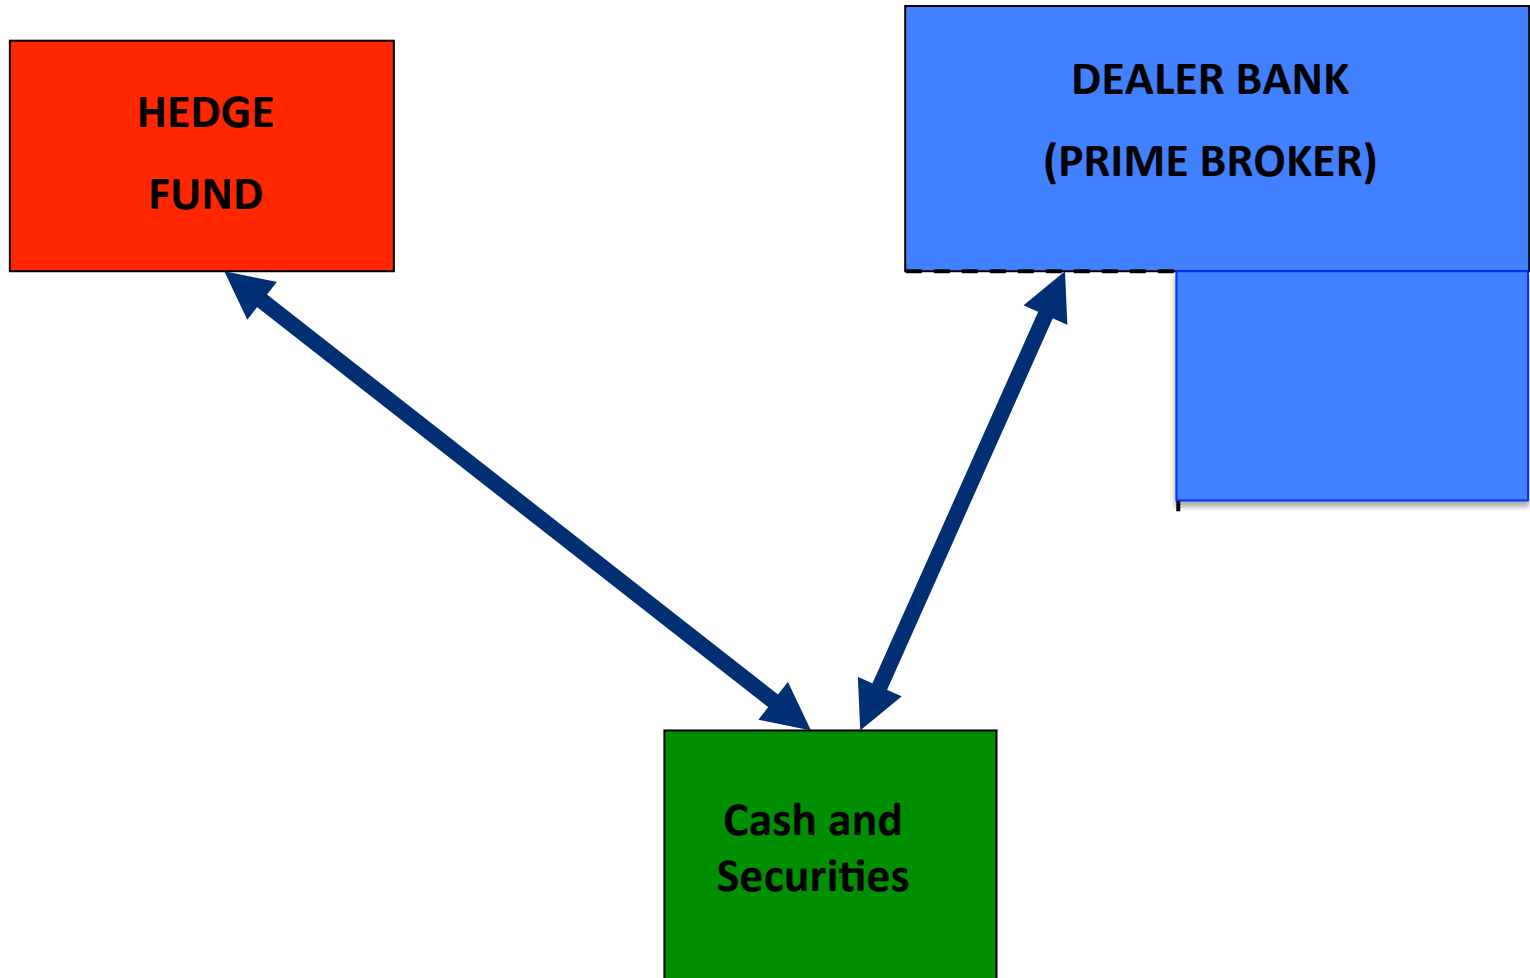 HEDGE
FUND
DEALER BANK
(PRIME BROKER)
Cash and
Securities